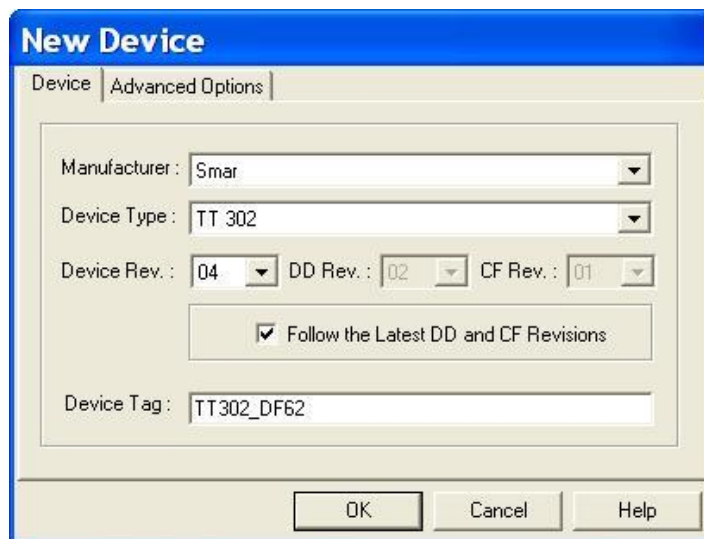 New Device
Device Advanced Options
Manufacturer : Smar
Device Type : TT 302
Device Rev. : 04 DD Rev. : 02 CF Rev. : 01
Follow the Latest DD and CF Revisions
Device Tag : TT302_DF62
OK Cancel Help